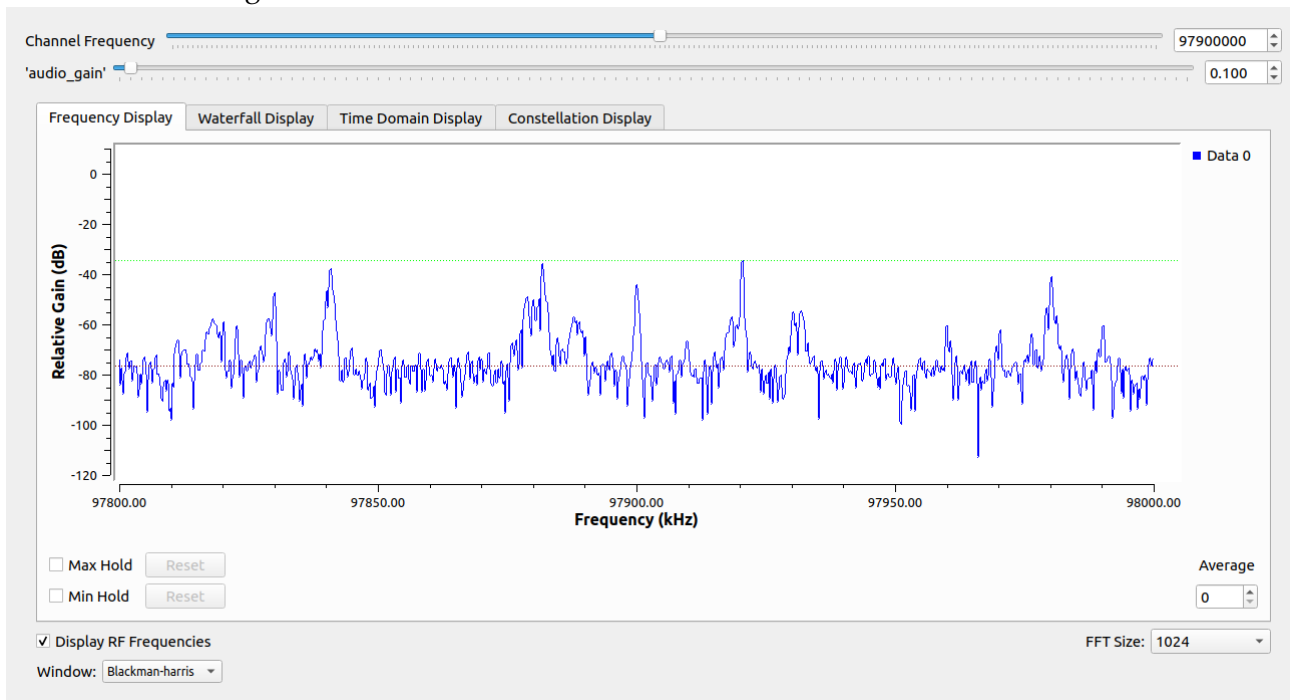 Channel Frequency 97900000
'audio_gain' 0.100
Frequency Display Waterfall Display Time Domain Display Constellation Display
Data 0
0
-20
-40
-60
-80
-100
-120
Relative Gain (dB)
97800.00 97850.00 97900.00 97950.00 98000.00
Frequency (kHz)
Max Hold Reset Average
Min Hold Reset 0
Display RF Frequencies FFT Size: 1024
Window: Blackman-harris